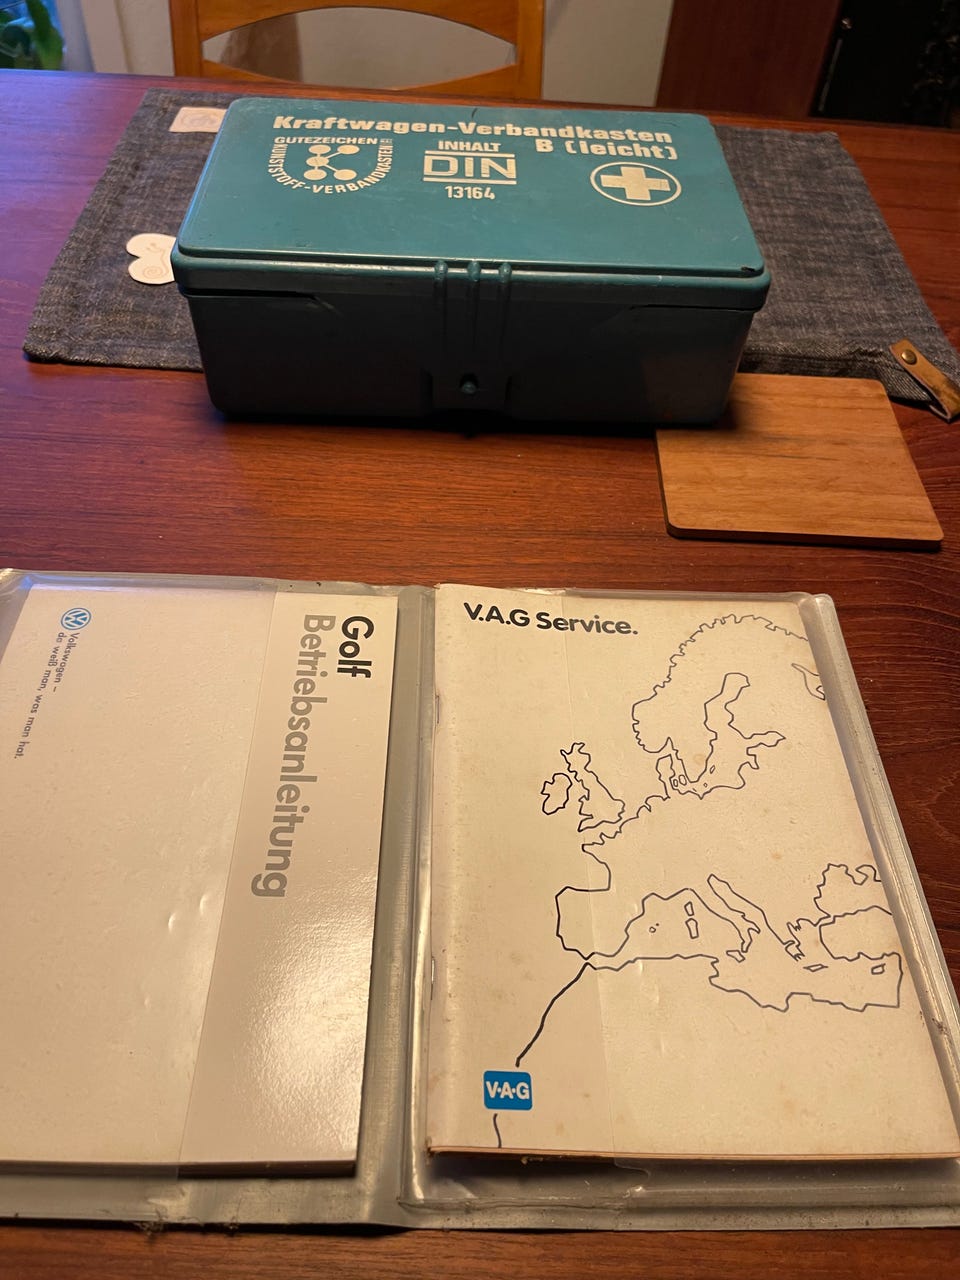 Kraftwagen-Verbandkasten
B (leicht)
GUTEZEICHEN
KUNSTSTOFF-VERBANDKASTEN
INHALT
DIN
13164
Golf
Betriebsanleitung
Volkswagen –
da weiß man, was man hat.
V.A.G Service.
V·A·G